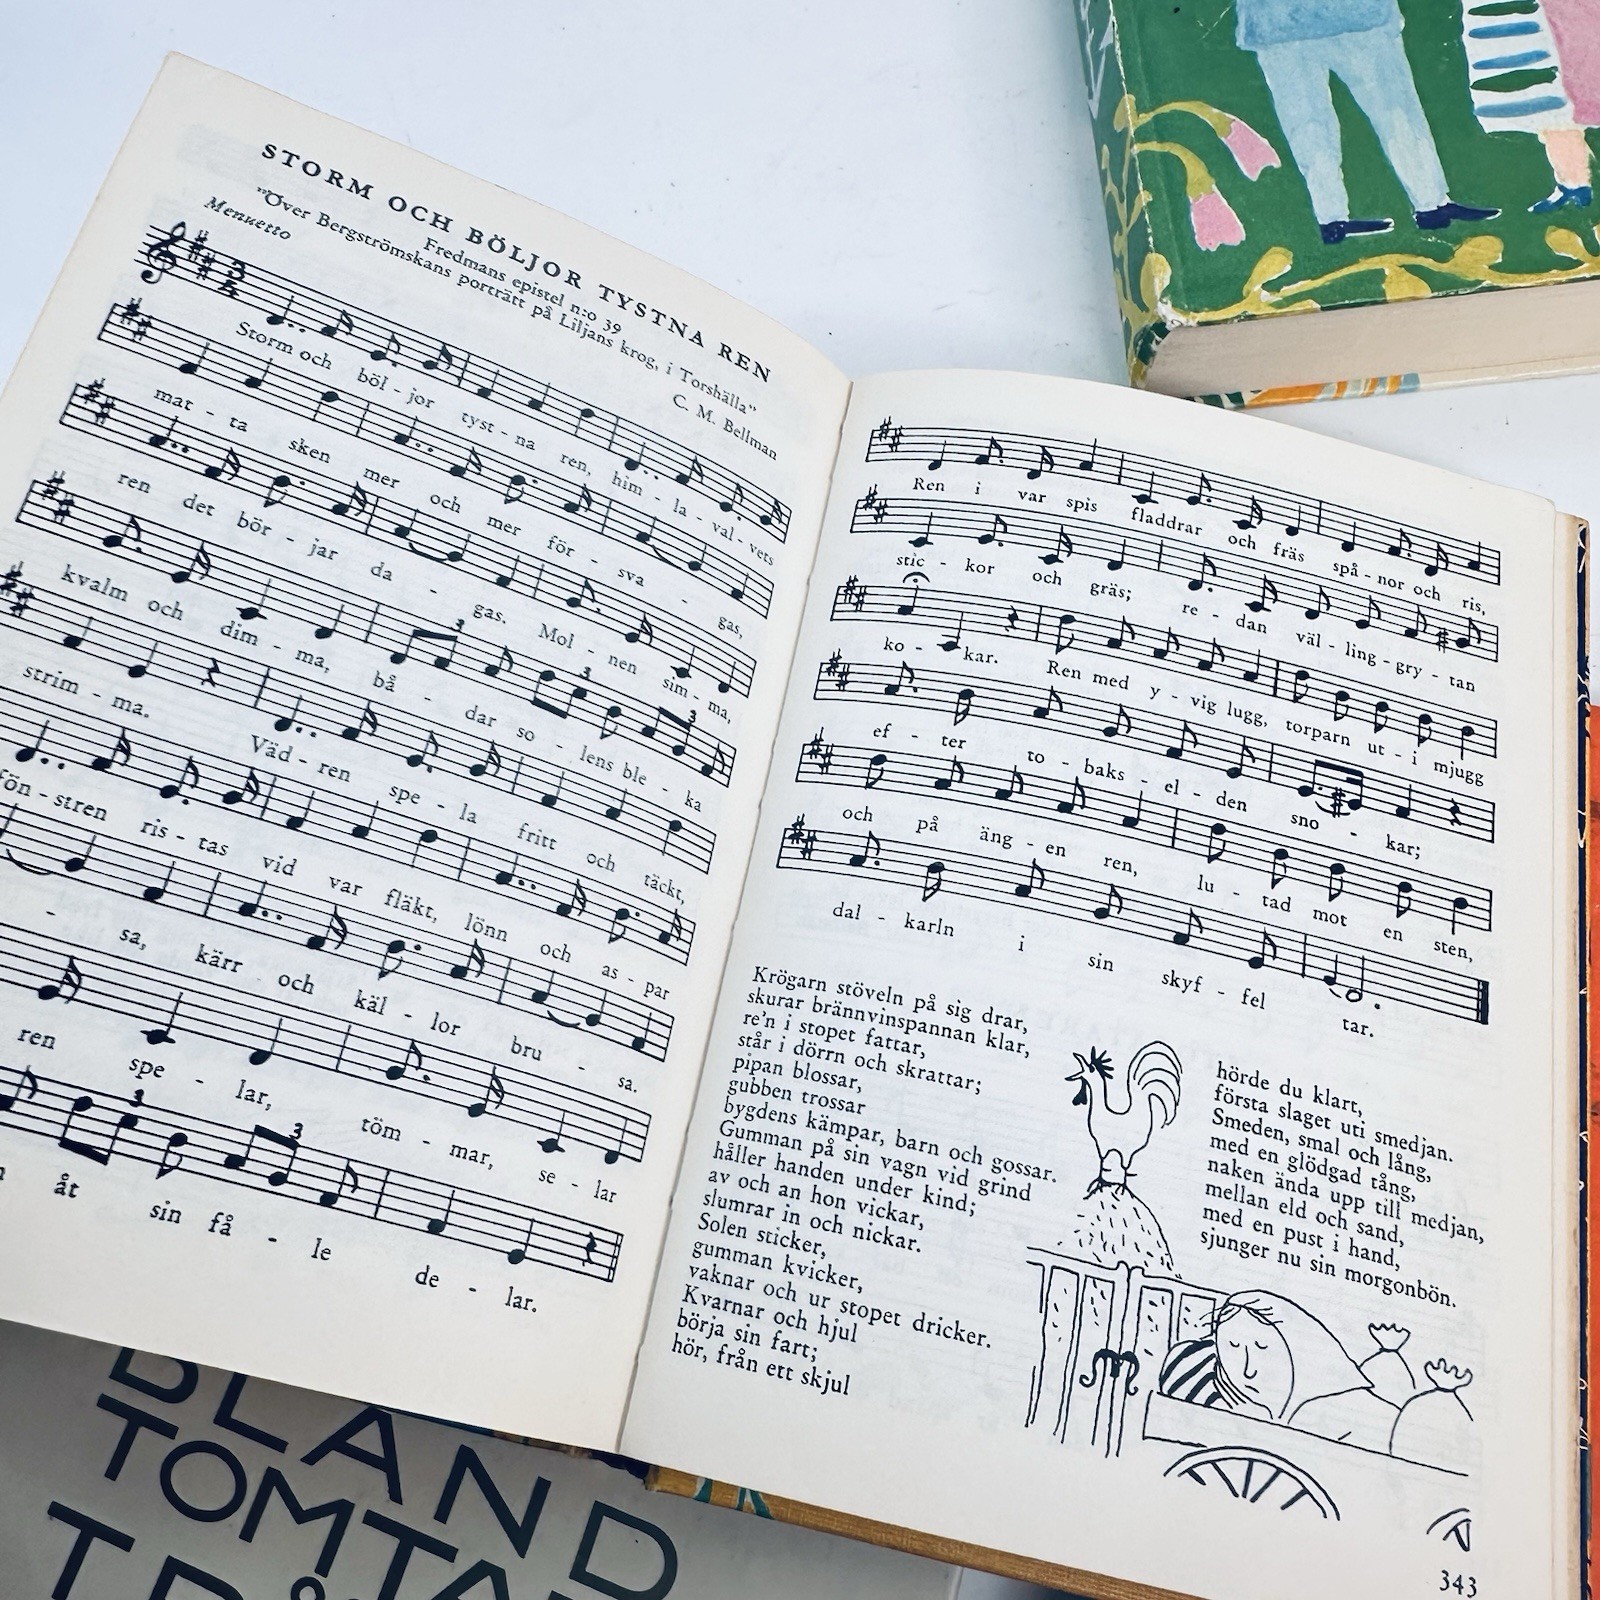 STORM OCH BÖLJOR TYSTNA REN
Fredmans epistel n:o 39
”Över Bergströmskans porträtt på Liljans krog, i Torshälla”
Menuetto
C. M. Bellman
3
4
Storm och böl - jor tyst - na ren, him - la - val - vets
mat - ta sken mer och mer för - sva - gas,
ren det bör - jar da - gas. Mol - nen sim - ma,
kvalm och dim - ma, bå - dar so - lens ble - ka
3 3 3
strim - ma. Väd - ren spe - la fritt och täckt,
fön - stren ris - tas vid var fläkt, lönn och as - par
- sa, kärr och käl - lor bru - sa.
ren spe - lar, töm - mar, se - lar
3 3
åt sin få - le de - lar.
Ren i var spis fladdrar och fräs spå - nor och ris,
stic - kor och gräs; re - dan väl - ling - gry - tan
ko - kar. Ren med y - vig lugg, torparn ut - i mjugg
ef - ter to - baks - el - den sno - kar;
och på äng - en ren, lu - tad mot en sten,
dal - karln i sin skyf - fel tar.
Krögarn stöveln på sig drar,
skurar brännvinspannan klar,
re’n i stopet fattar,
står i dörrn och skrattar;
pipan blossar,
gubben trossar
bygdens kämpar, barn och gossar.
Gumman på sin vagn vid grind
håller handen under kind;
av och an hon vickar,
slumrar in och nickar.
Solen sticker,
gumman kvicker,
vaknar och ur stopet dricker.
Kvarnar och hjul
börja sin fart;
hör, från ett skjul
hörde du klart,
första slaget uti smedjan.
Smeden, smal och lång,
med en glödgad tång,
naken ända upp till medjan,
mellan eld och sand,
med en pust i hand,
sjunger nu sin morgonbön.
343
BLAND
TOMTAR